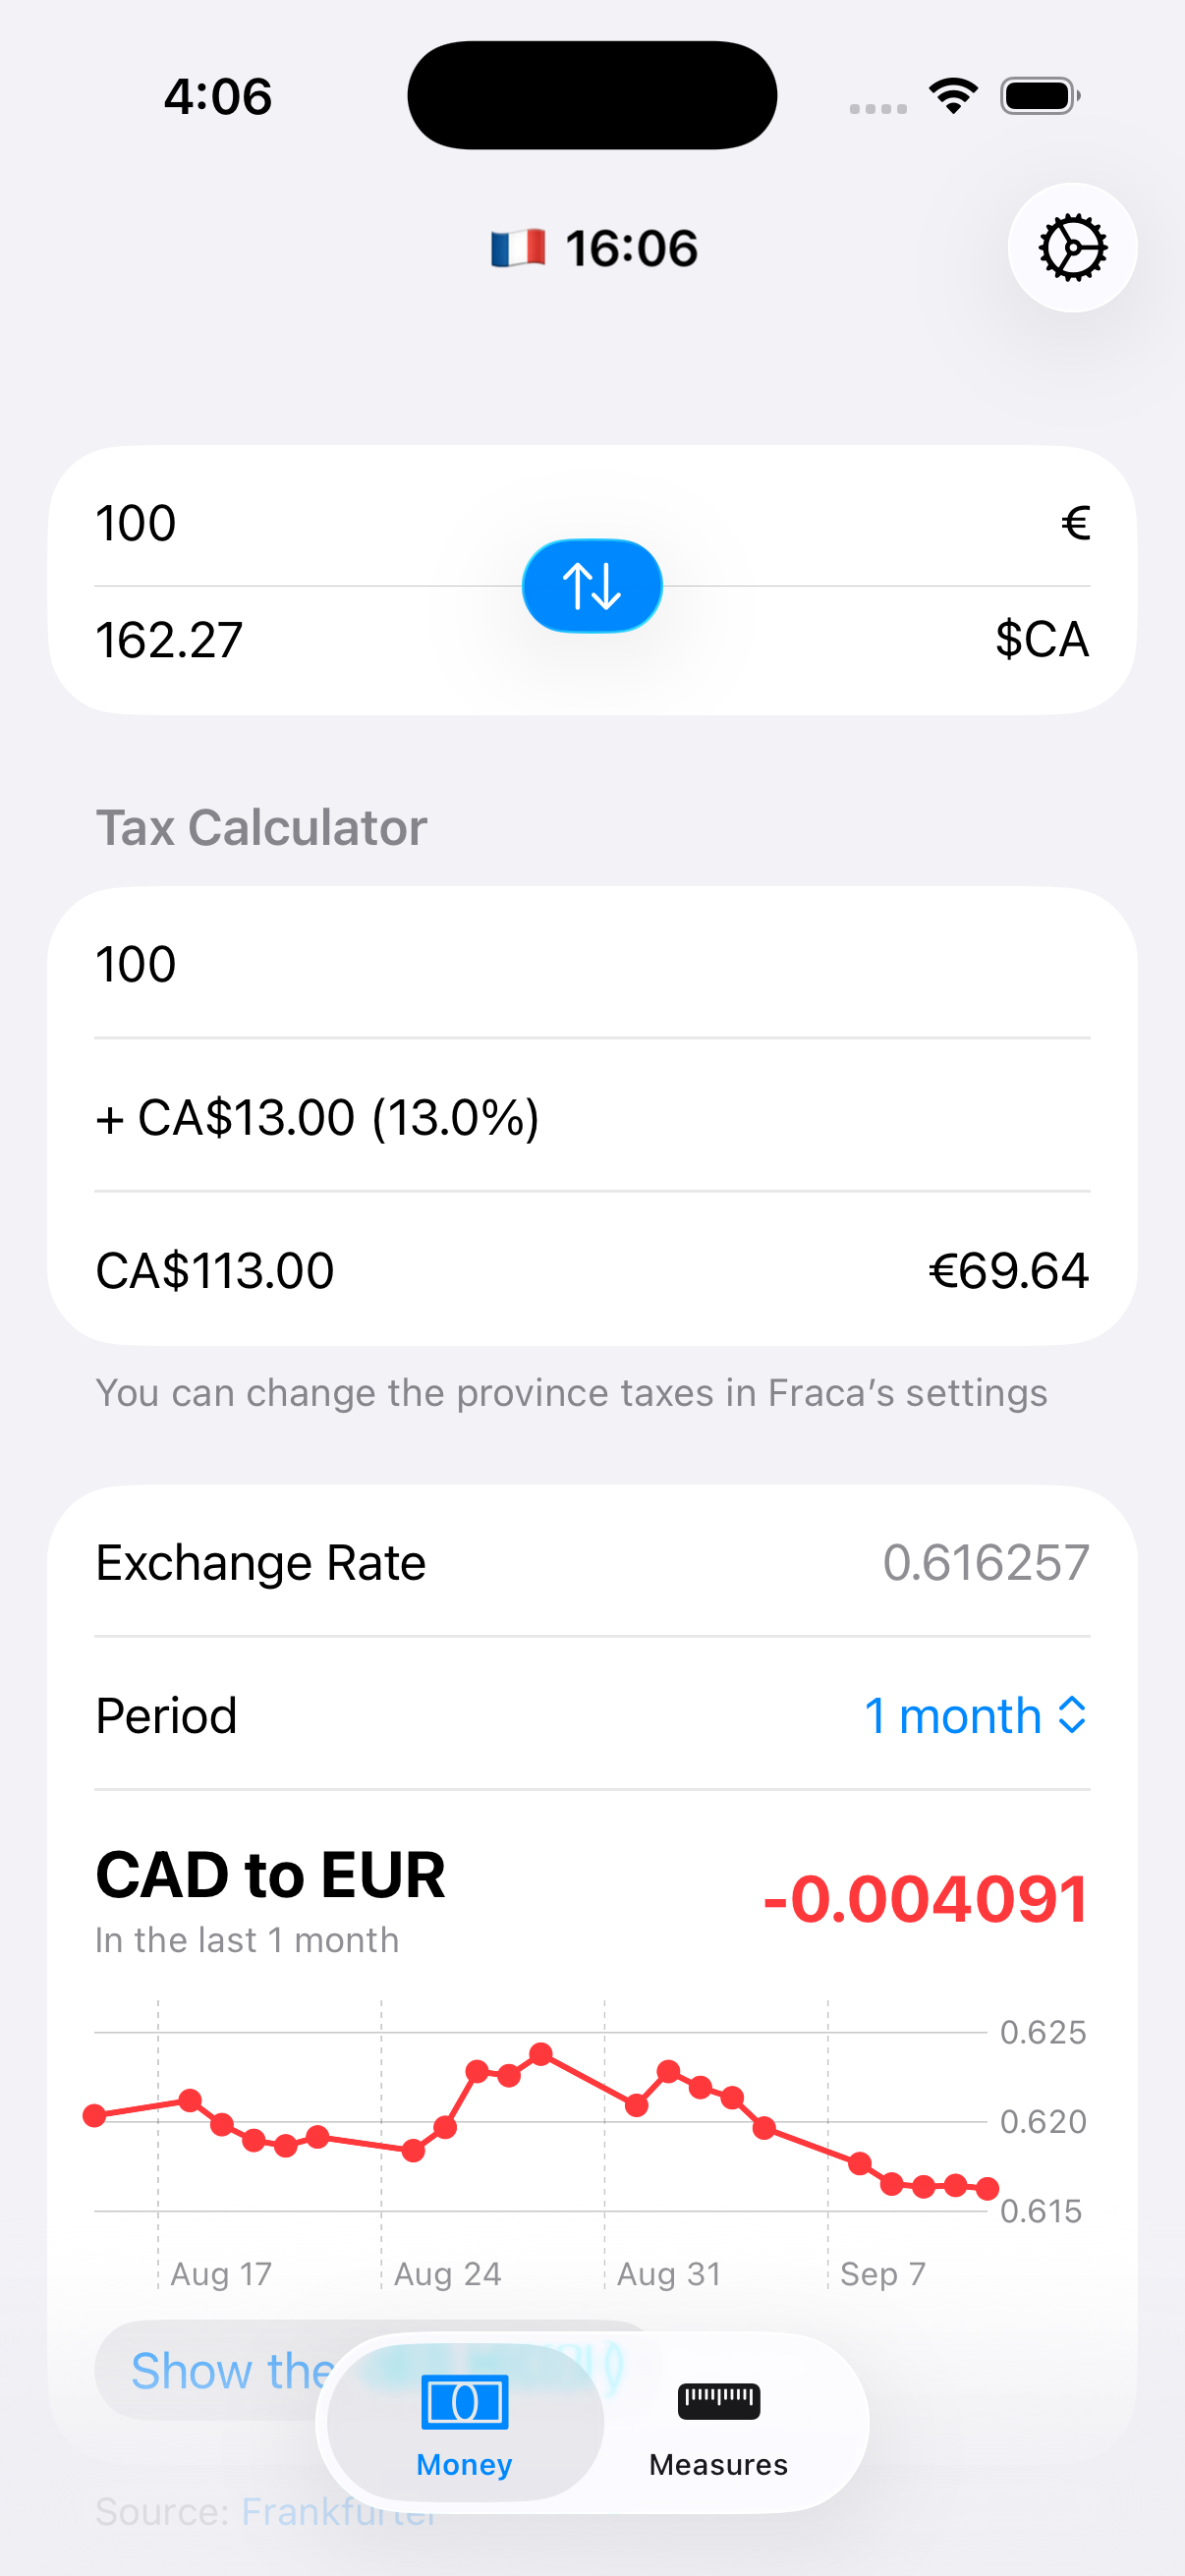 4:06
🇫🇷 16:06
100 €
162.27 $CA
Tax Calculator
100
+ CA$13.00 (13.0%)
CA$113.00 €69.64
You can change the province taxes in Fraca’s settings
Exchange Rate 0.616257
Period 1 month
CAD to EUR
-0.004091
In the last 1 month
0.625
0.620
0.615
Aug 17 Aug 24 Aug 31 Sep 7
Show the
Money Measures
Source: Frankfurter